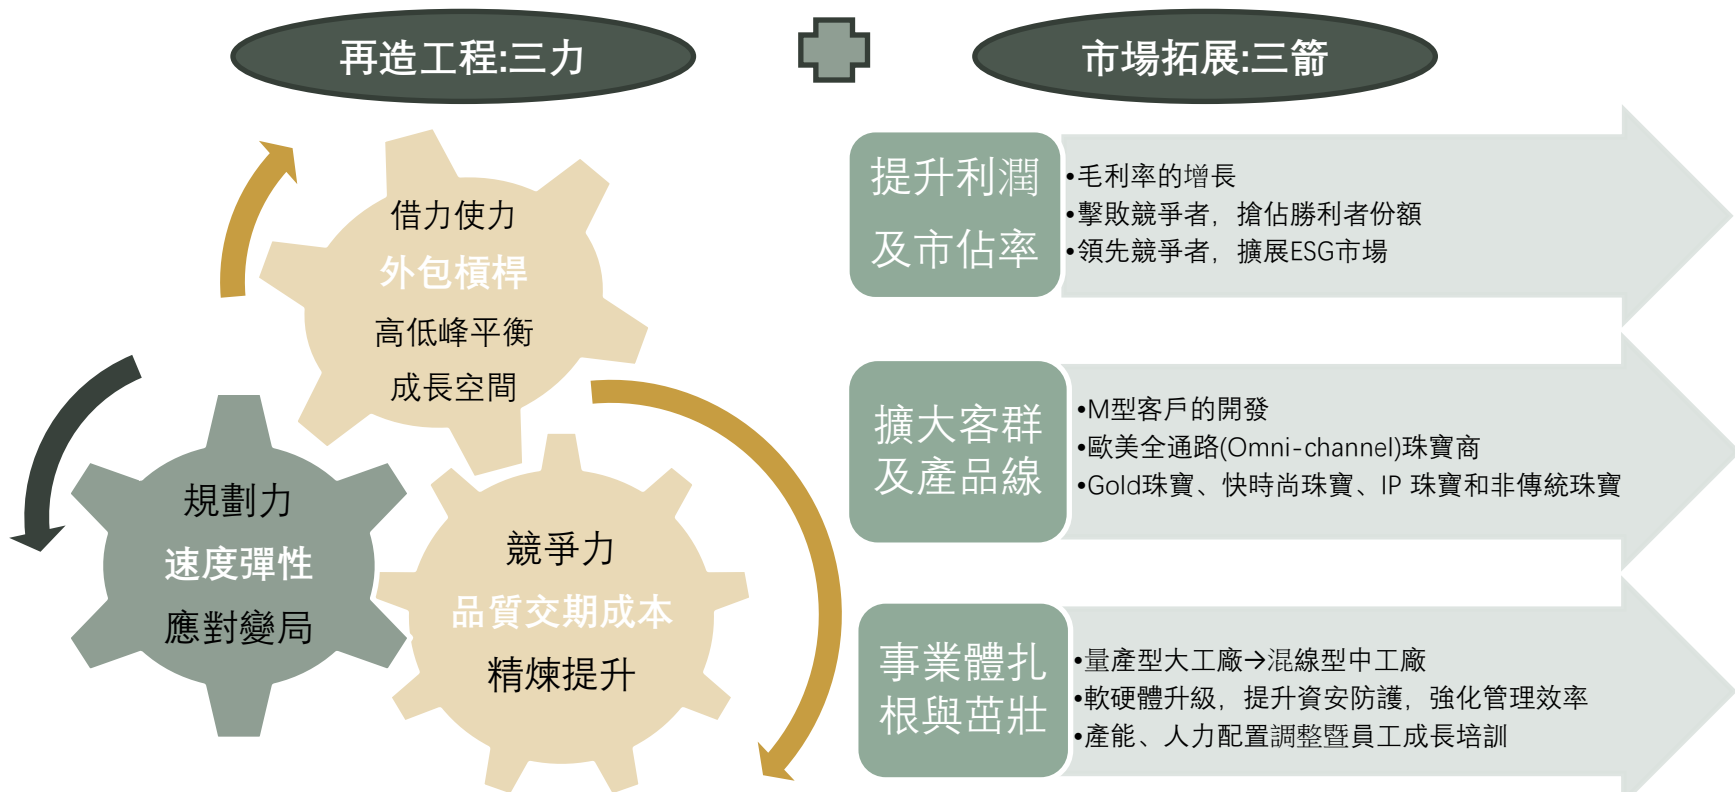 再造工程:三力
市場拓展:三箭
借力使力
外包槓桿
高低峰平衡
成長空間
規劃力
速度彈性
應對變局
競爭力
品質交期成本
精煉提升
提升利潤
及市佔率
•毛利率的增長
•擊敗競爭者，搶佔勝利者份額
•領先競爭者，擴展ESG市場
擴大客群
及產品線
•M型客戶的開發
•歐美全通路(Omni-channel)珠寶商
•Gold珠寶、快時尚珠寶、IP 珠寶和非傳統珠寶
事業體扎
根與茁壯
•量產型大工廠→混線型中工廠
•軟硬體升級，提升資安防護，強化管理效率
•產能、人力配置調整暨員工成長培訓